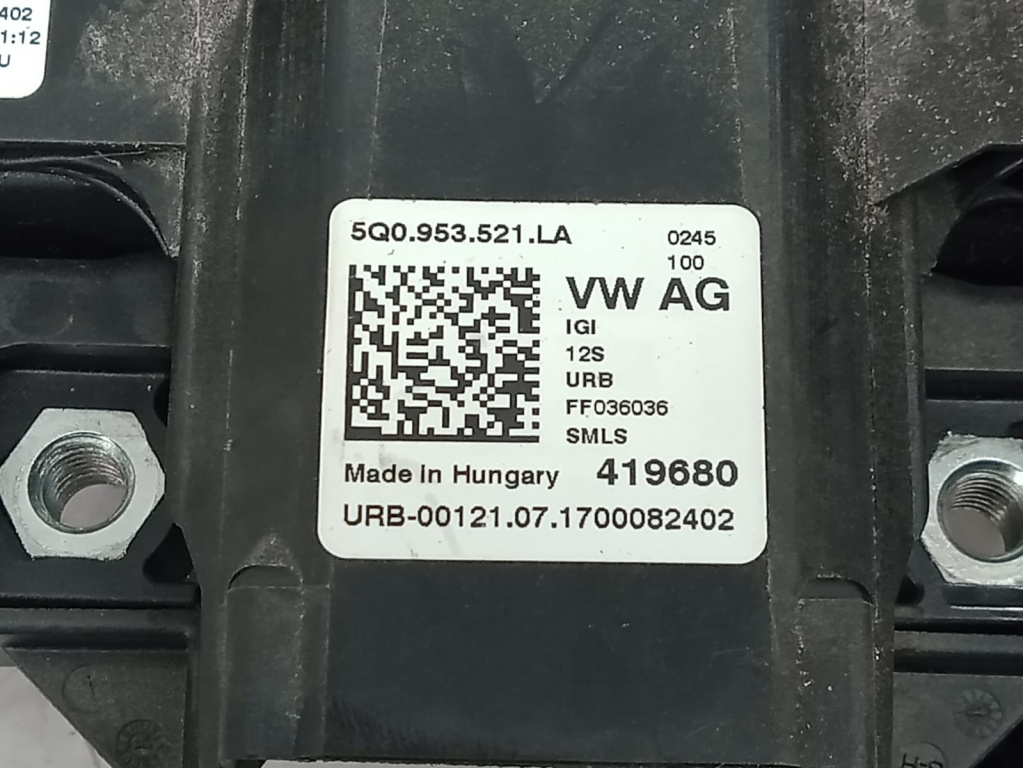 402
1:12
U
5Q0.953.521.LA
0245
100
VW AG
IGI
12S
URB
FF036036
SMLS
Made in Hungary 419680
URB-00121.07.1700082402